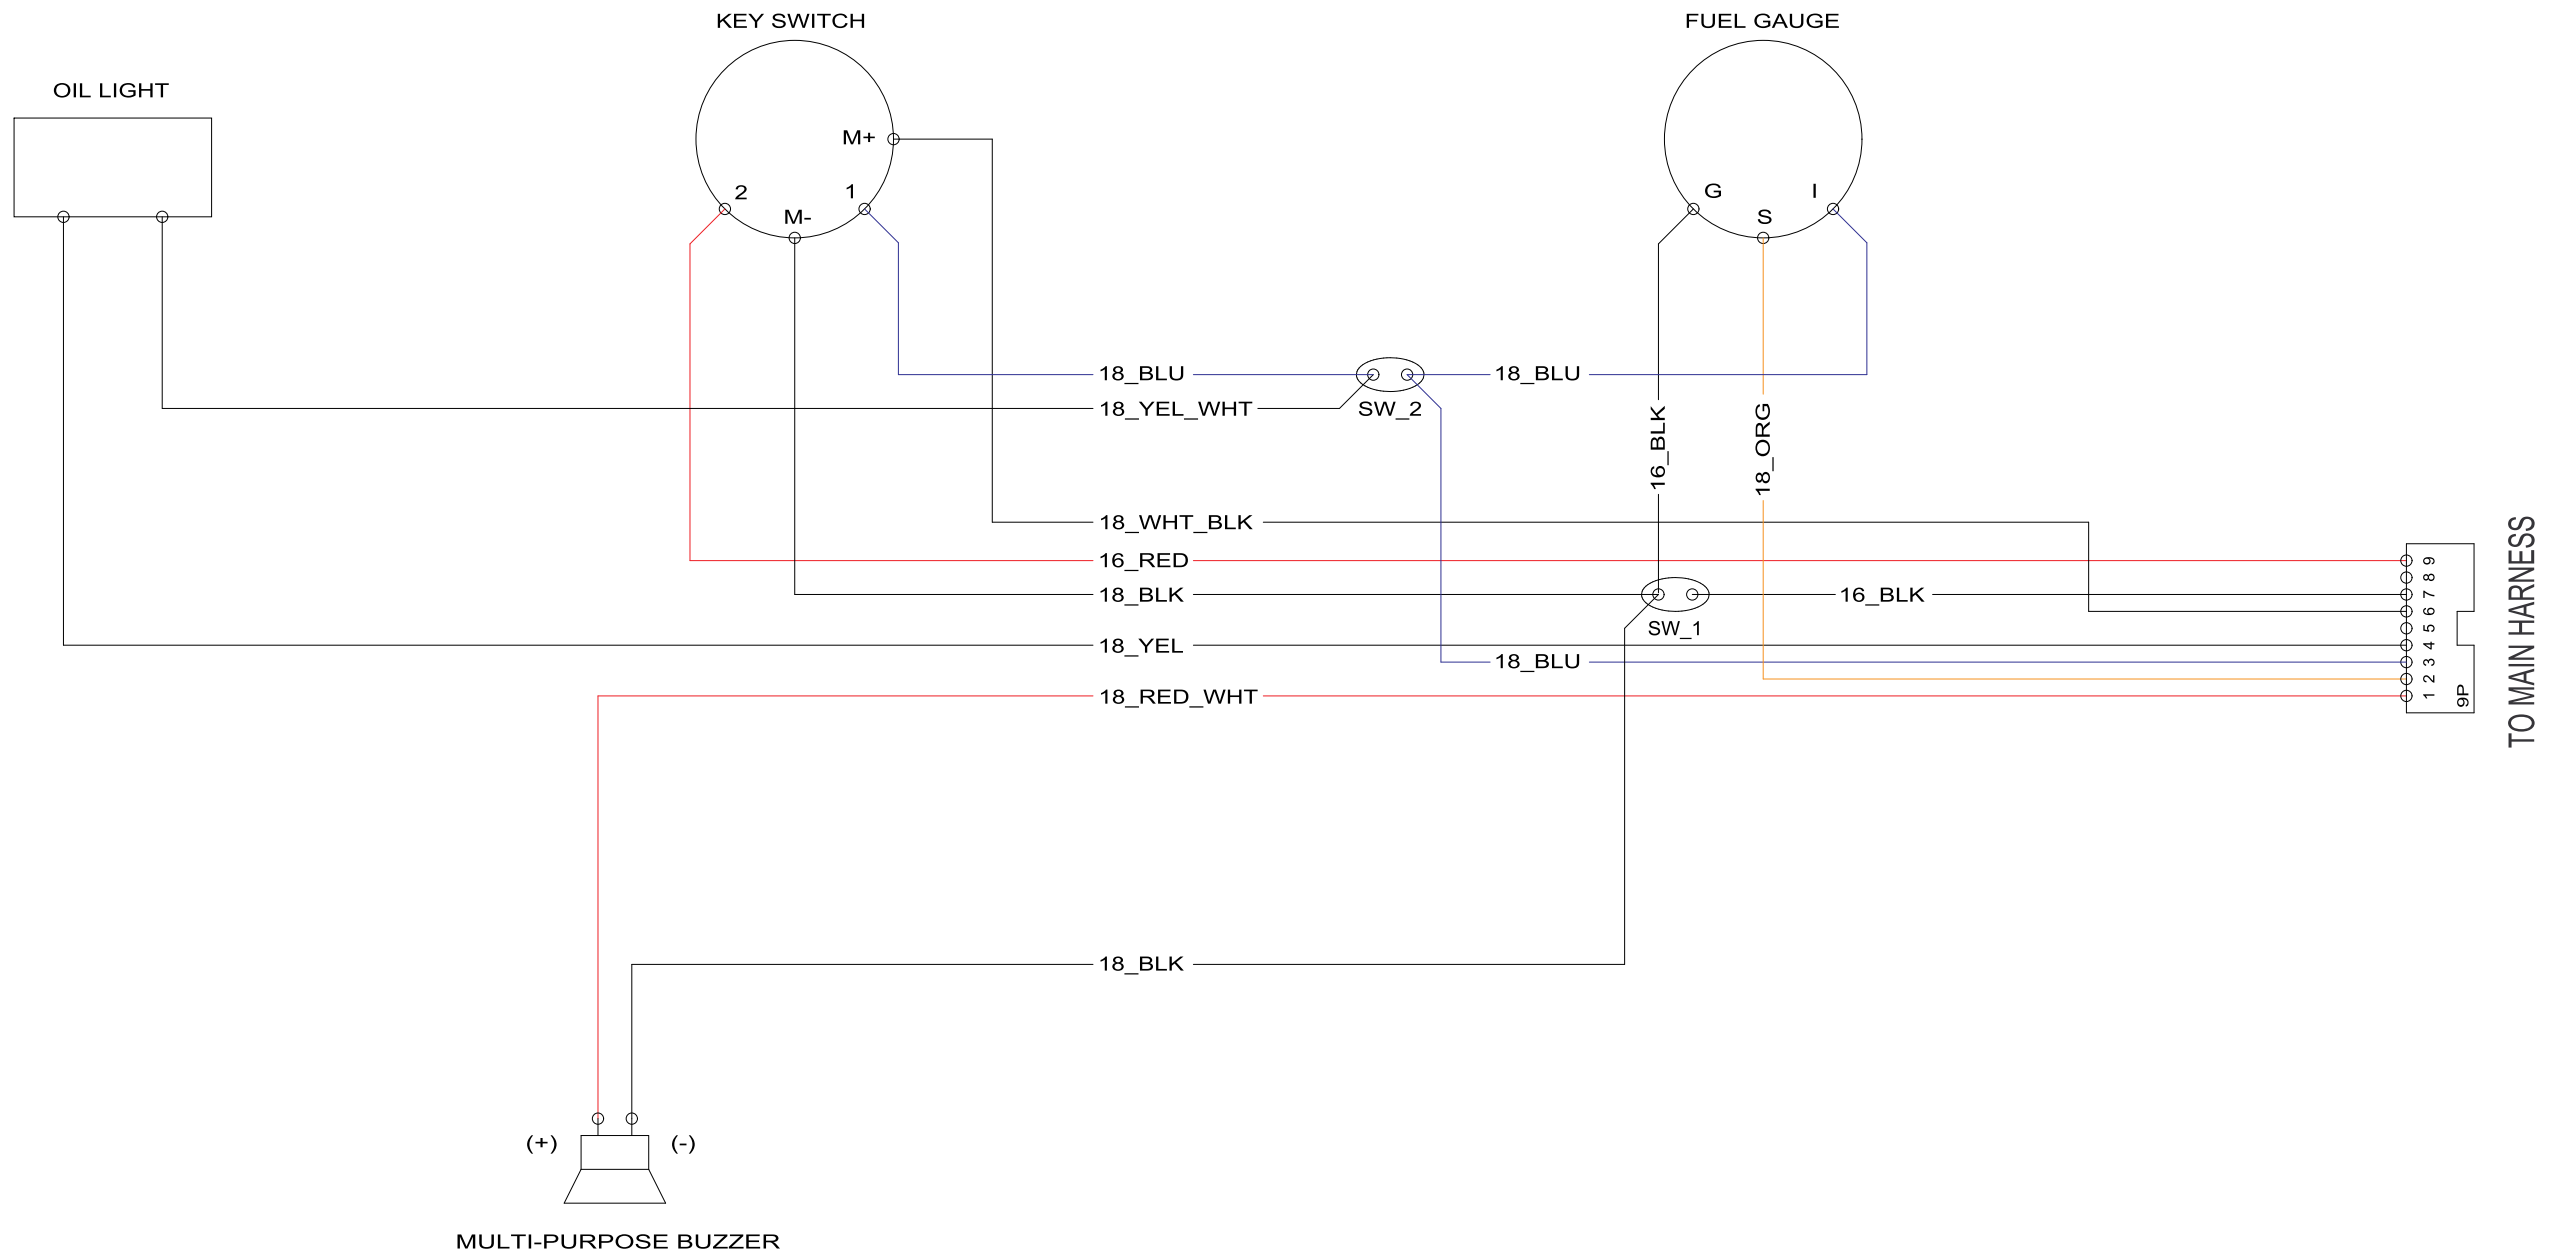 KEY SWITCH
FUEL GAUGE
OIL LIGHT
M+
2
1
M-
G
I
S
18_BLU
18_BLU
18_YEL_WHT
SW_2
16_BLK
18_ORG
18_WHT_BLK
16_RED
18_BLK
16_BLK
SW_1
18_YEL
18_BLU
18_RED_WHT
9
8
7
6
5
4
3
2
1
9P
TO MAIN HARNESS
18_BLK
(+)
(-)
MULTI-PURPOSE BUZZER